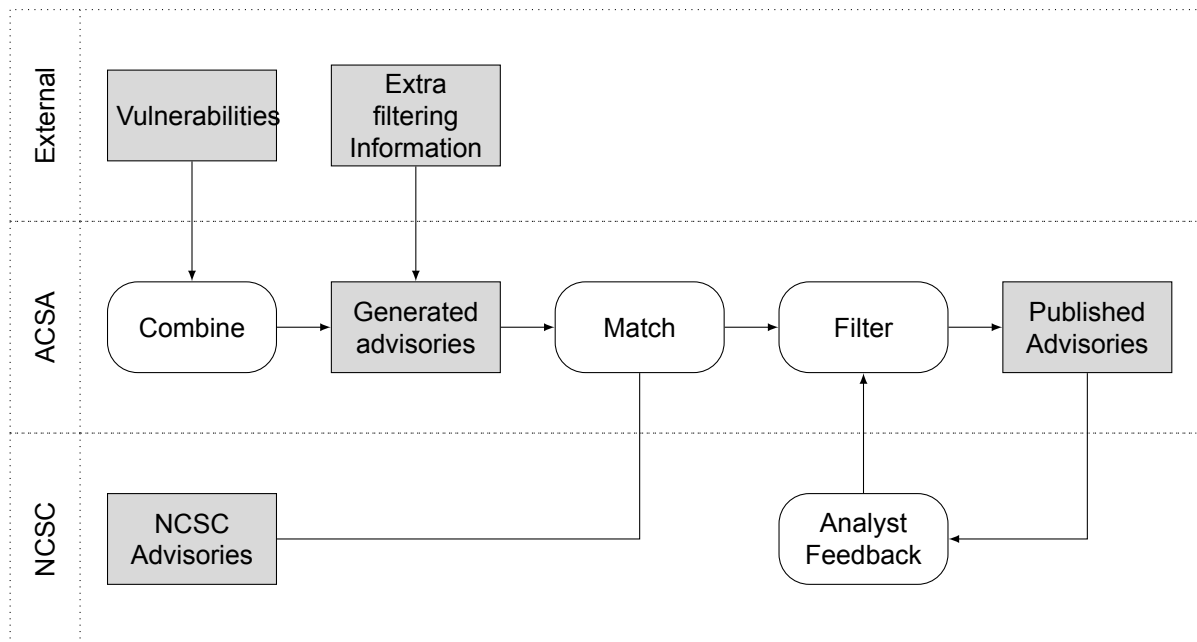 External
Vulnerabilities
Extra
filtering
Information
ACSA
Combine
Generated
advisories
Match
Filter
Published
Advisories
NCSC
NCSC
Advisories
Analyst
Feedback